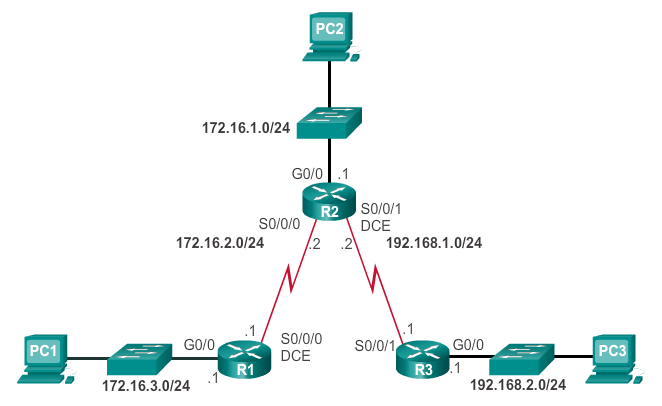 PC2
172.16.1.0/24
G0/0
.1
R2
S0/0/0
S0/0/1
DCE
172.16.2.0/24
.2
.2
192.168.1.0/24
.1
S0/0/0
DCE
G0/0
R1
.1
PC1
172.16.3.0/24
.1
S0/0/1
G0/0
R3
.1
PC3
192.168.2.0/24